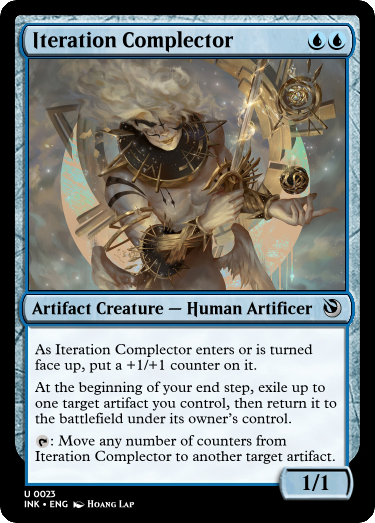 Iteration Complector
Artifact Creature — Human Artificer
As Iteration Complector enters or is turned
face up, put a +1/+1 counter on it.
At the beginning of your end step, exile up to
one target artifact you control, then return it to
the battlefield under its owner's control.
: Move any number of counters from
Iteration Complector to another target artifact.
1/1
U 0023
INK • ENG Hoang Lap